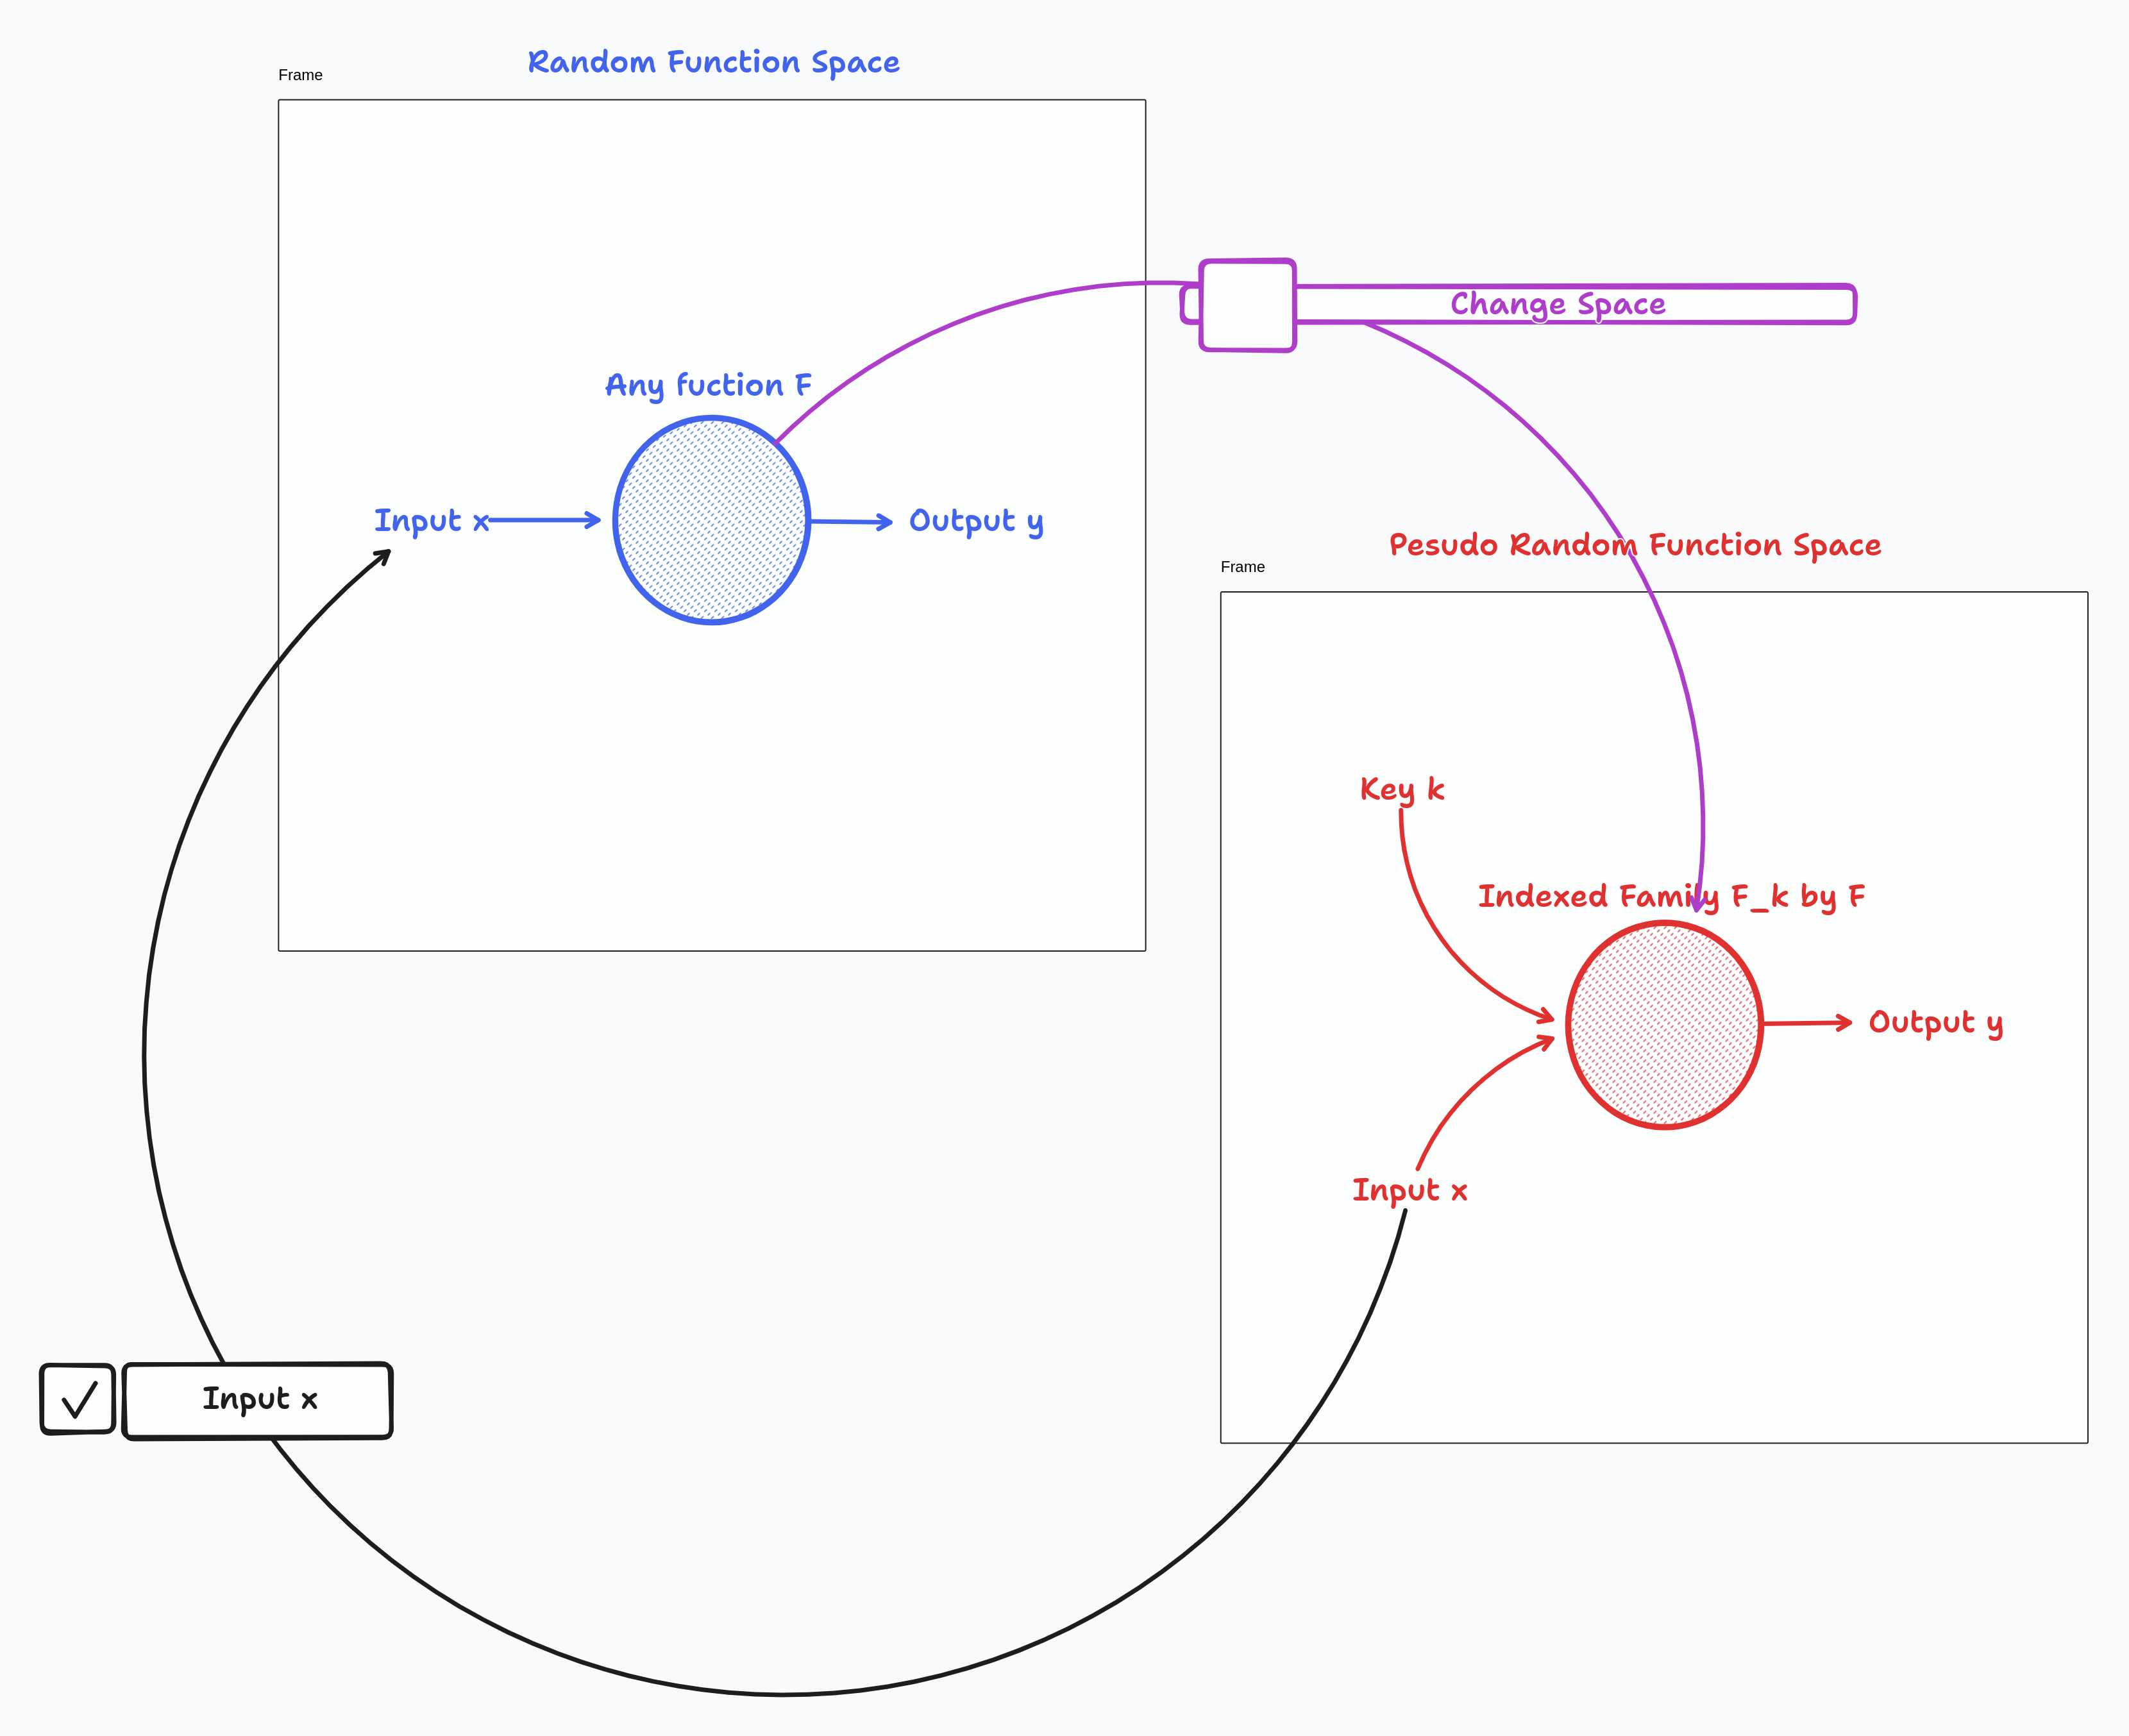 Random Function Space
Frame
Any fuction F
Input x
Output y
Change Space
Pesudo Random Function Space
Frame
Key k
Indexed Family F_k by F
Output y
Input x
Input x